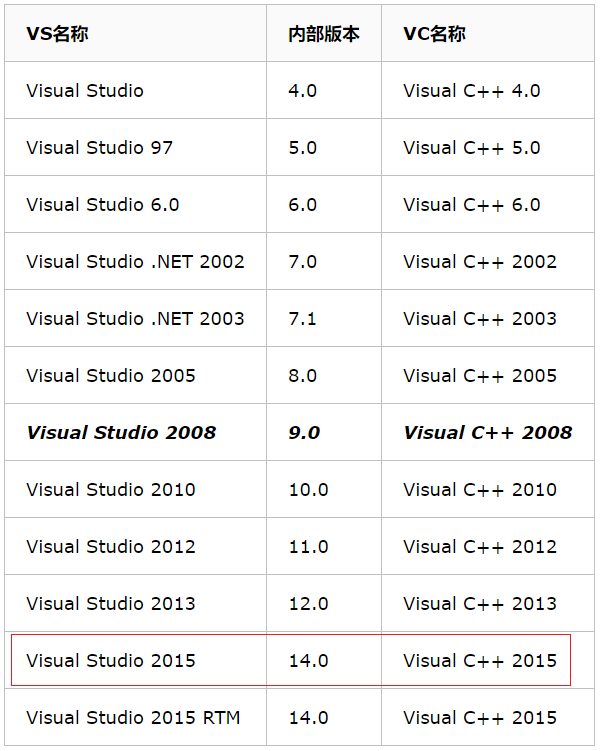 VS名称 内部版本 VC名称
Visual Studio 4.0 Visual C++ 4.0
Visual Studio 97 5.0 Visual C++ 5.0
Visual Studio 6.0 6.0 Visual C++ 6.0
Visual Studio .NET 2002 7.0 Visual C++ 2002
Visual Studio .NET 2003 7.1 Visual C++ 2003
Visual Studio 2005 8.0 Visual C++ 2005
Visual Studio 2008 9.0 Visual C++ 2008
Visual Studio 2010 10.0 Visual C++ 2010
Visual Studio 2012 11.0 Visual C++ 2012
Visual Studio 2013 12.0 Visual C++ 2013
Visual Studio 2015 14.0 Visual C++ 2015
Visual Studio 2015 RTM 14.0 Visual C++ 2015